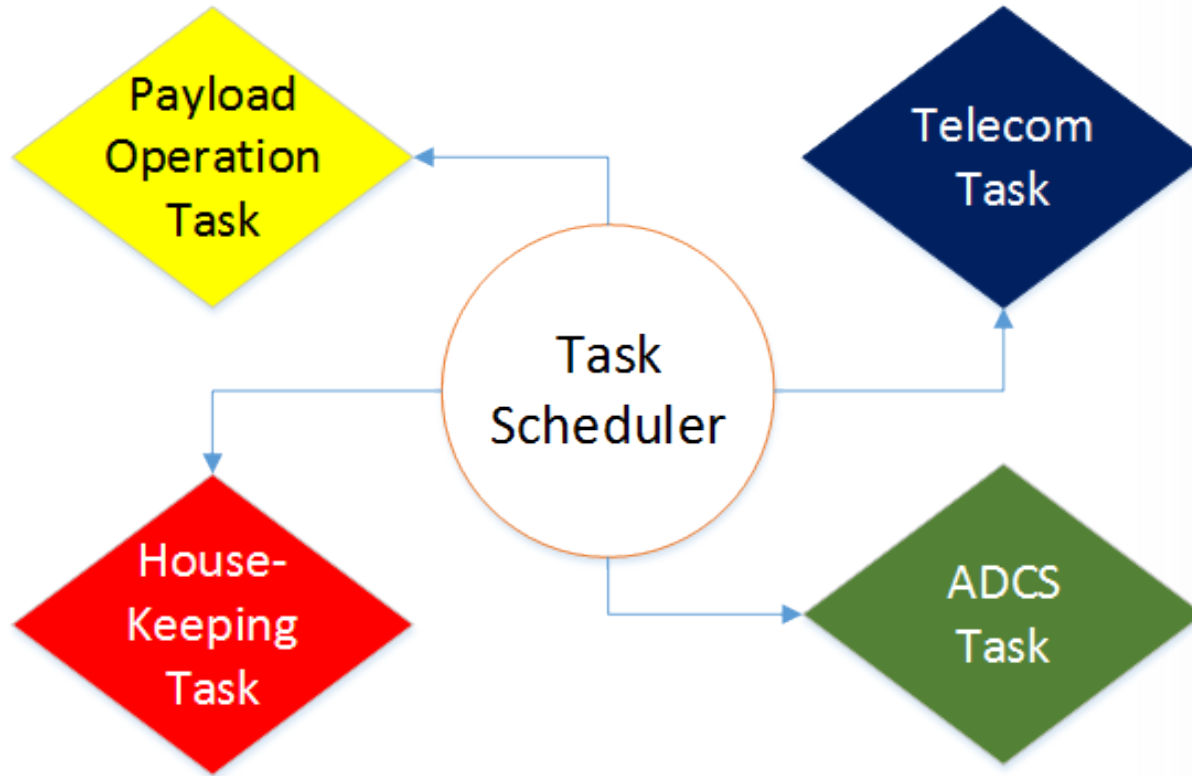 Payload
Operation
Task
Telecom
Task
Task
Scheduler
House-
Keeping
Task
ADCS
Task